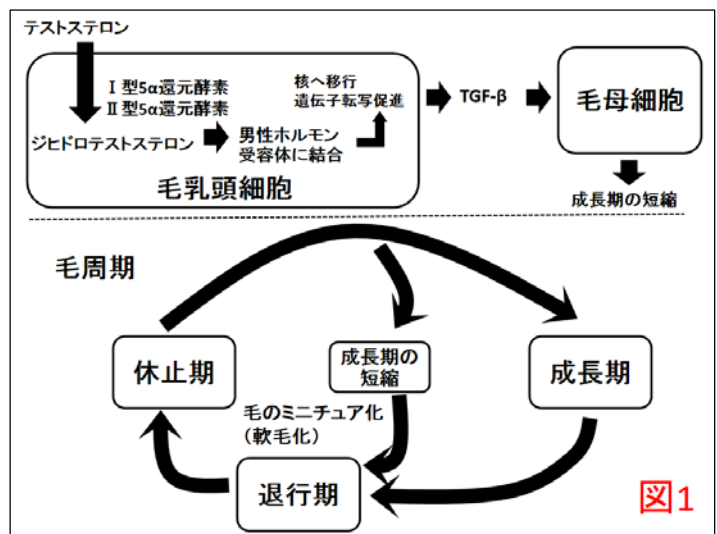 テストステロン
Ⅰ型5α還元酵素
Ⅱ型5α還元酵素
ジヒドロテストステロン
男性ホルモン
受容体に結合
核へ移行
遺伝子転写促進
毛乳頭細胞
TGF-β
毛母細胞
成長期の短縮
毛周期
休止期
成長期の
短縮
成長期
毛のミニチュア化
（軟毛化）
退行期
図1